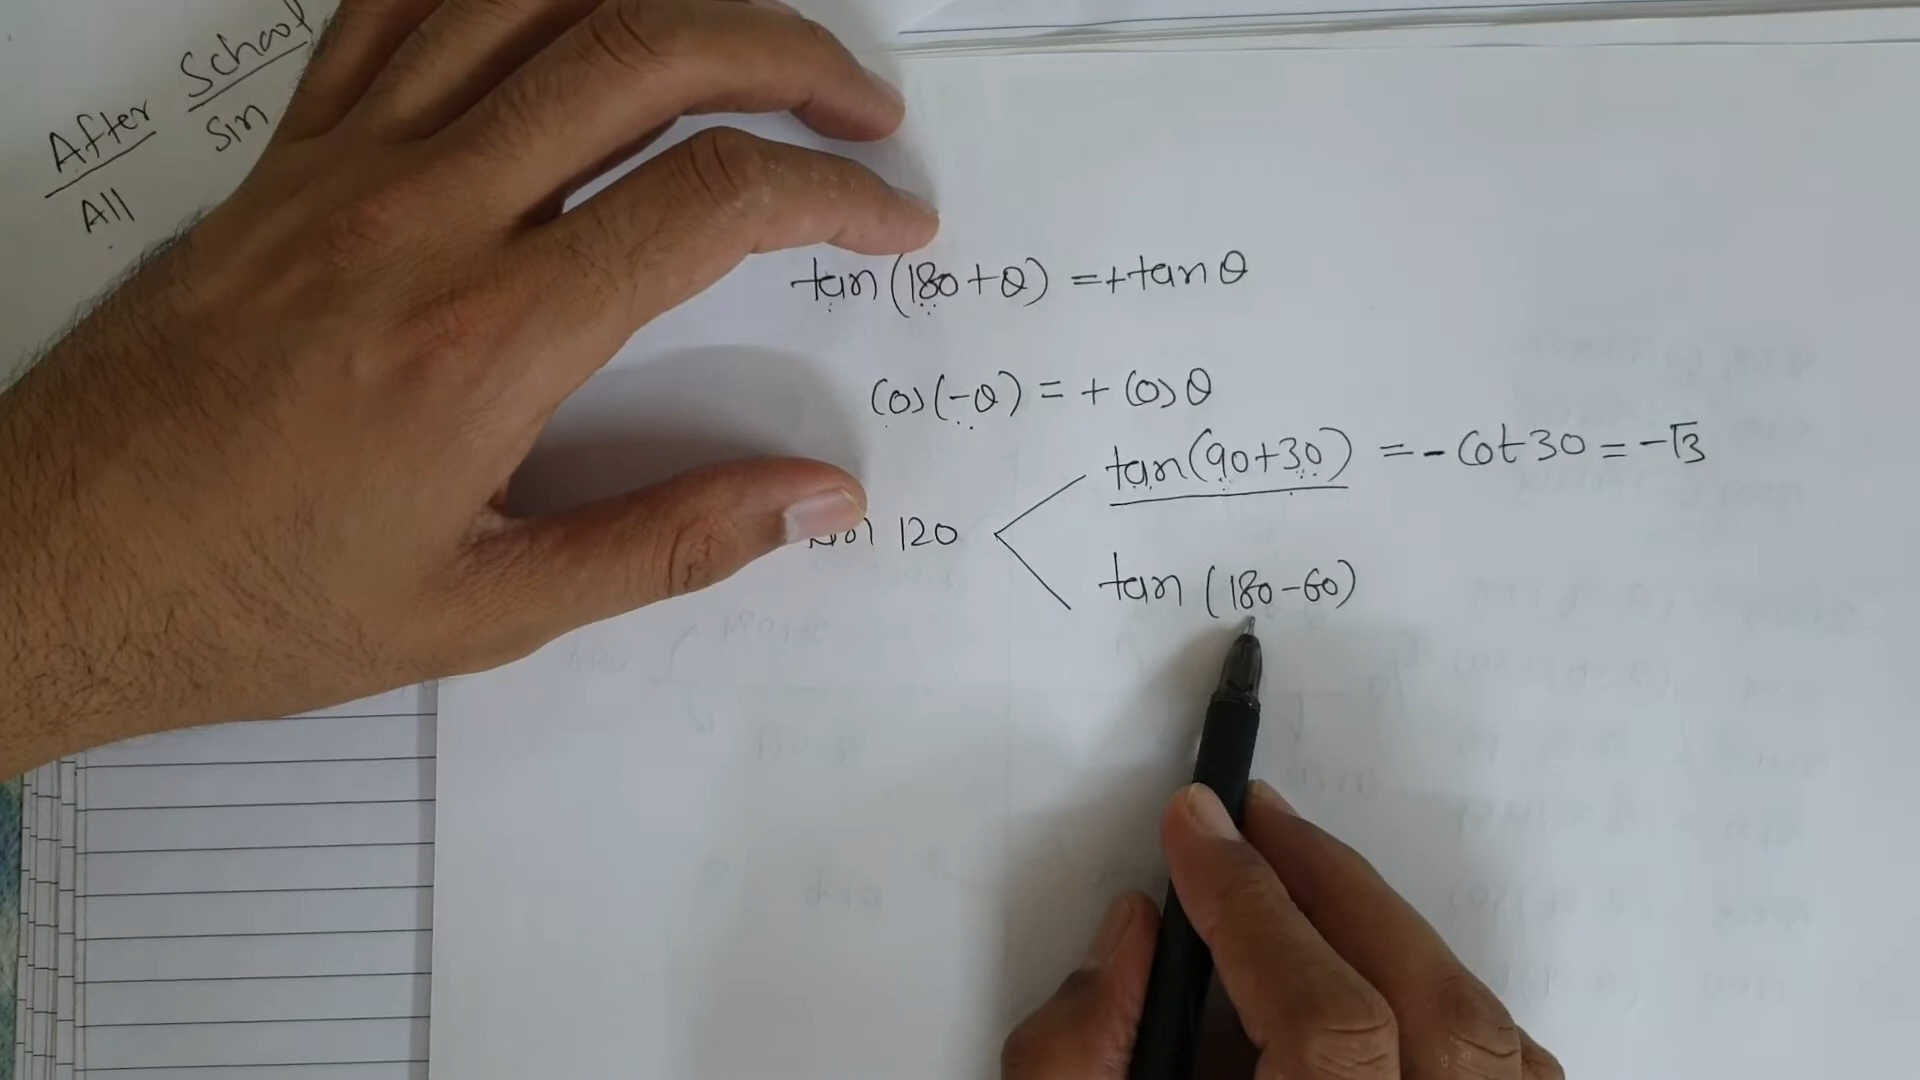 After School
All sin
tan(180+θ) =+tan θ
Cos(-θ) = + Cos θ
tan(90+30) = - Cot 30 = -√3
120
tan (180-60)